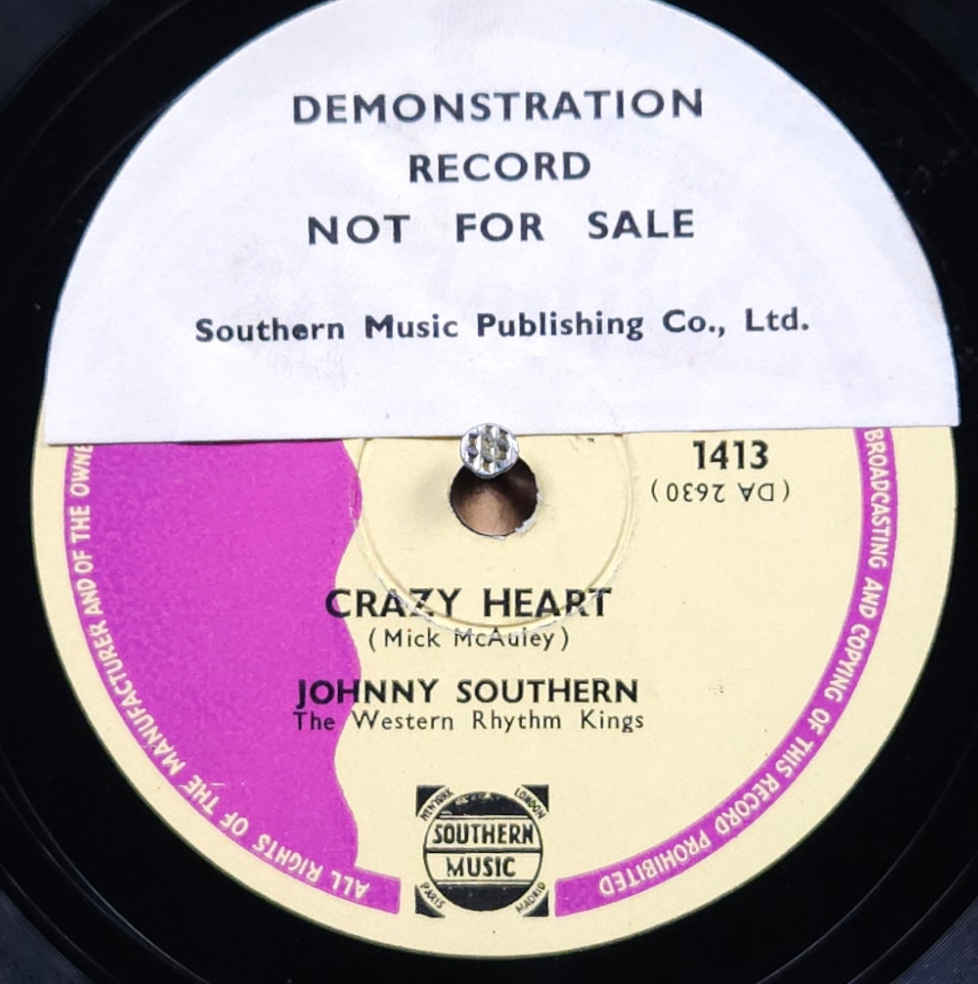 DEMONSTRATION
RECORD
NOT FOR SALE
Southern Music Publishing Co., Ltd.
1413
(DA 2630)
CRAZY HEART
(Mick McAuley)
JOHNNY SOUTHERN
The Western Rhythm Kings
NEW YORK
LONDON
SOUTHERN
MUSIC
PARIS
MADRID
ALL RIGHTS OF THE MANUFACTURER AND OF THE OWNE
BROADCASTING AND COPYING OF THIS RECORD PROHIBITED